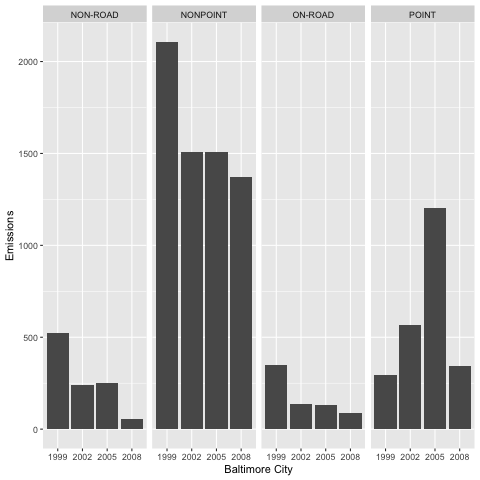 NON-ROAD NONPOINT ON-ROAD POINT
2000
1500
1000
500
0
Emissions
1999 2002 2005 2008 1999 2002 2005 2008 1999 2002 2005 2008 1999 2002 2005 2008
Baltimore City